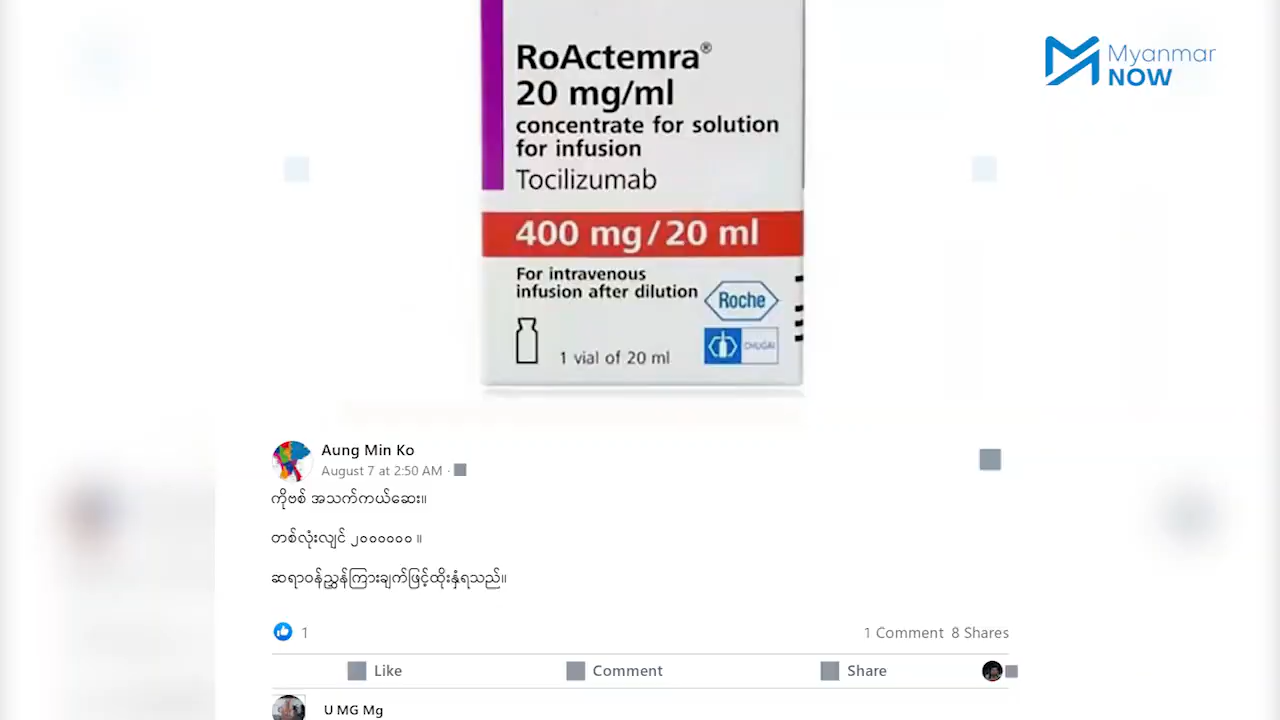 RoActemra®
20 mg/ml
concentrate for solution
for infusion
Tocilizumab
400 mg/20 ml
For intravenous
infusion after dilution
Roche
CHUGAI
1 vial of 20 ml
Myanmar
NOW
Aung Min Ko
August 7 at 2:50 AM ·
ကိုဗစ် အသက်ကယ်ဆေး။
တစ်လုံးလျင် ၂၀၀၀၀၀၀ ။
ဆရာဝန်ညွှန်ကြားချက်ဖြင့်ထိုးနှံရသည်။
1
1 Comment 8 Shares
Like Comment Share
U MG Mg